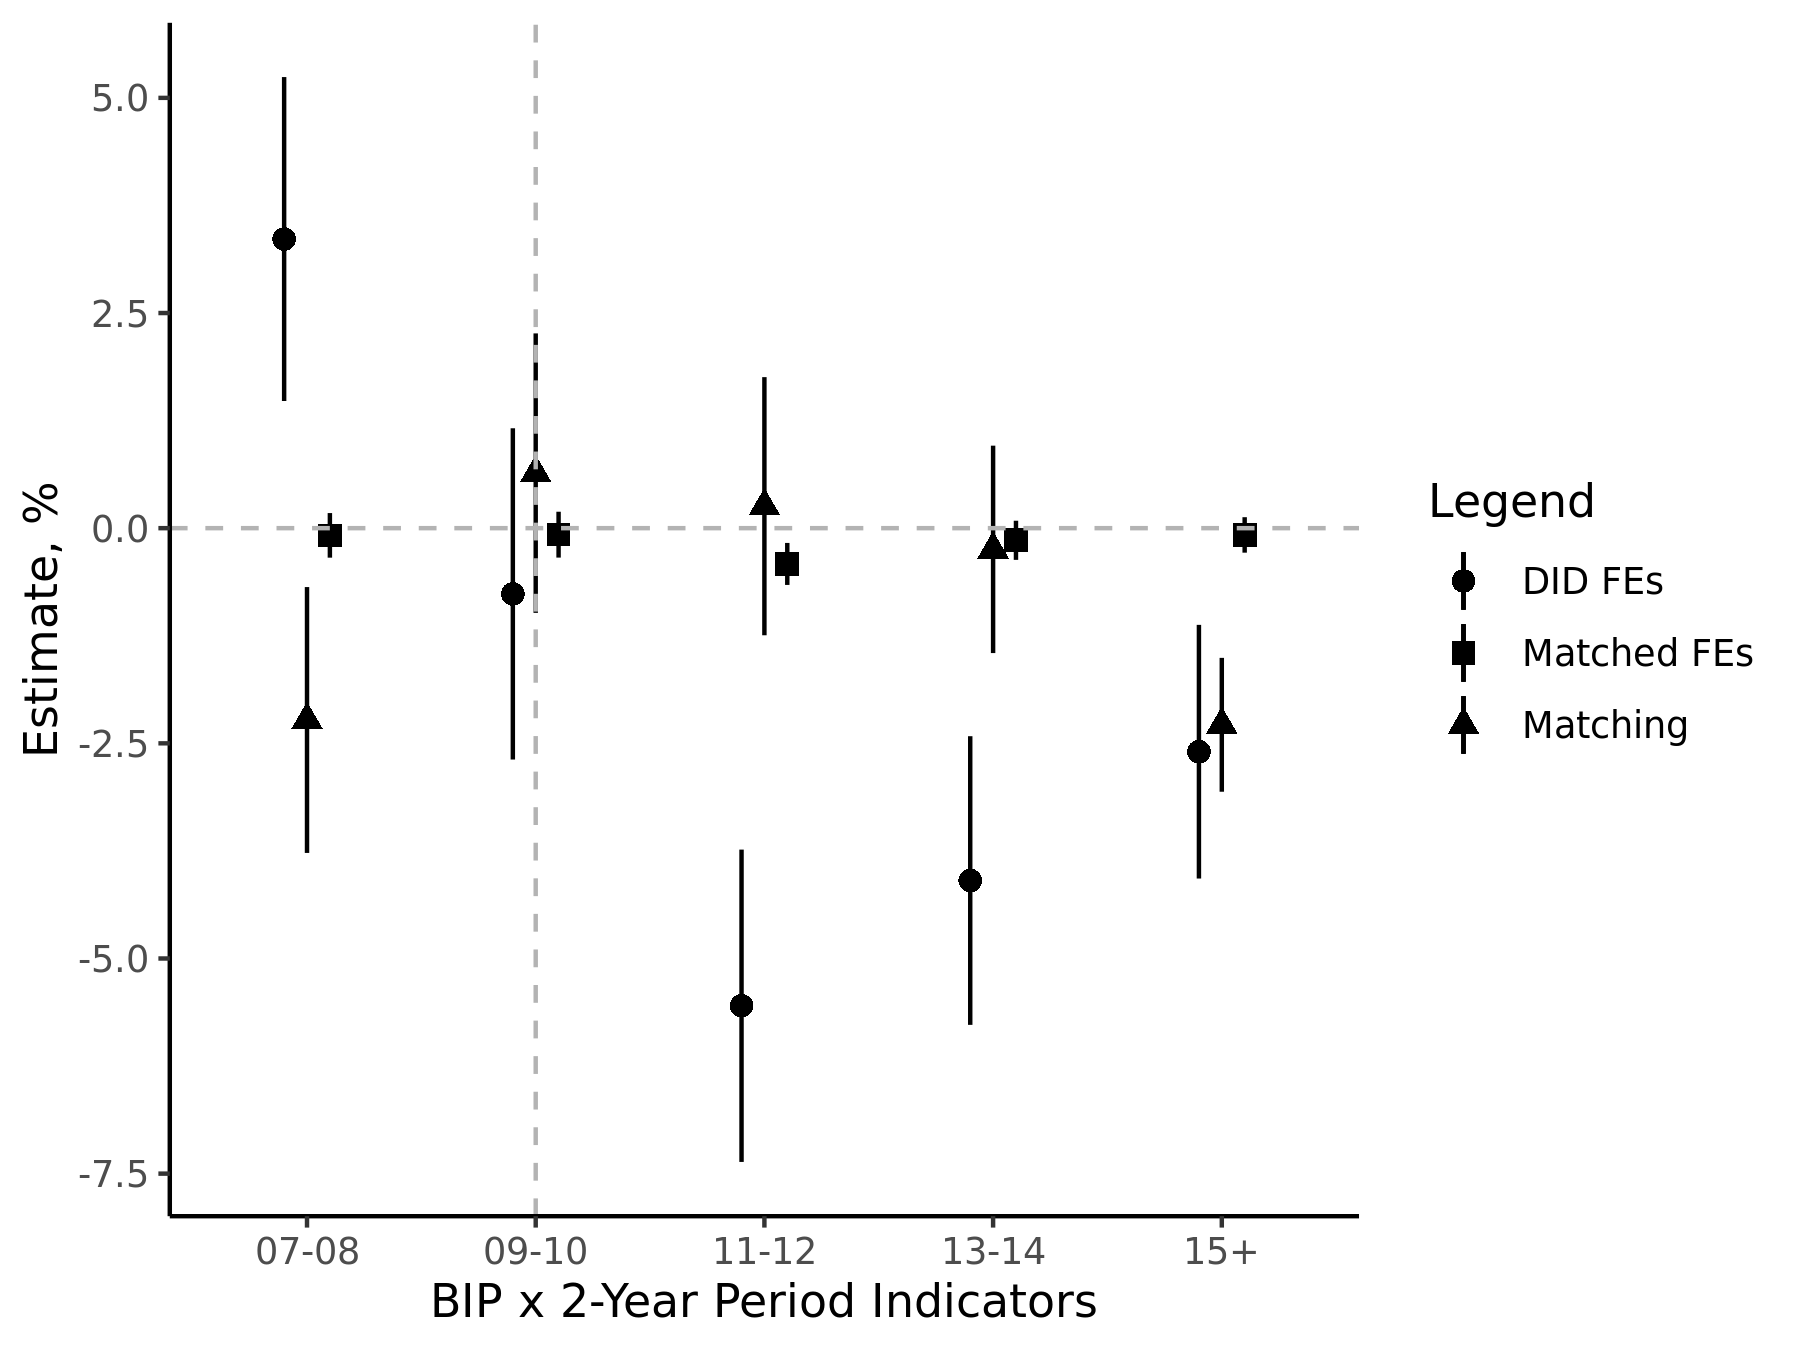 Estimate, %
5.0
2.5
0.0
-2.5
-5.0
-7.5
07-08 09-10 11-12 13-14 15+
BIP x 2-Year Period Indicators
Legend
DID FEs
Matched FEs
Matching